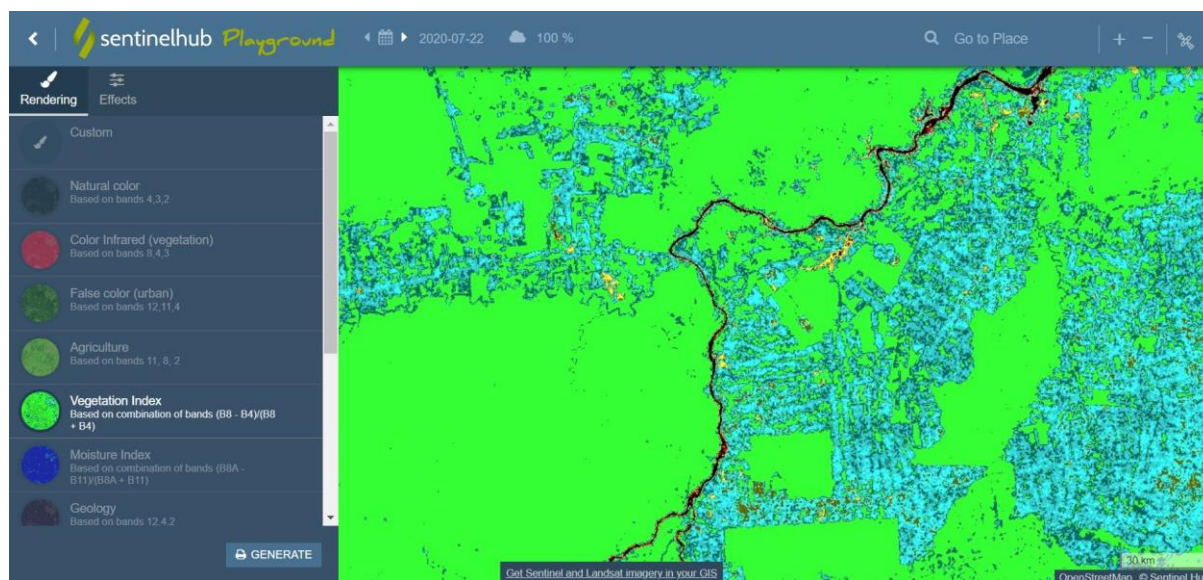 sentinelhub Playground
2020-07-22
100 %
Go to Place
Rendering
Effects
Custom
Natural color
Based on bands 4,3,2
Color Infrared (vegetation)
Based on bands 8,4,3
False color (urban)
Based on bands 12,11,4
Agriculture
Based on bands 11, 8, 2
Vegetation Index
Based on combination of bands (B8 - B4)/(B8
+ B4)
Moisture Index
Based on combination of bands (B8A -
B11)/(B8A + B11)
Geology
Based on bands 12,4,2
GENERATE
Get Sentinel and Landsat imagery in your GIS
30 km
OpenStreetMap © Sentinel